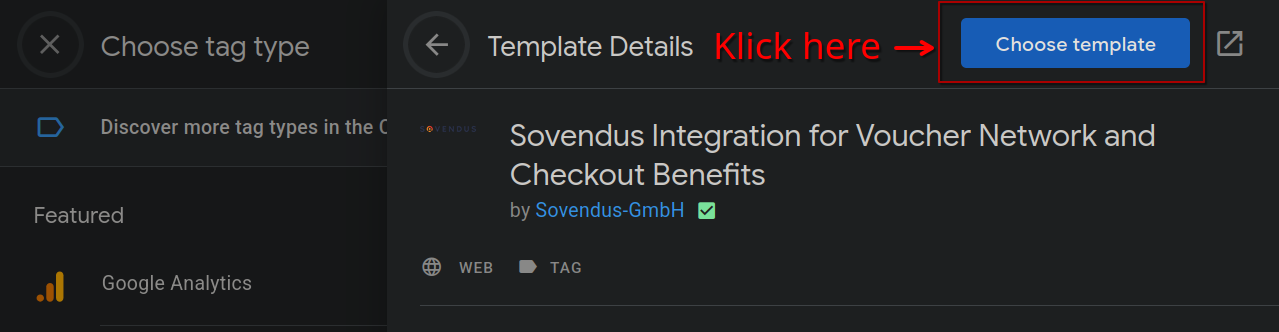 Choose tag type
Template Details
Klick here
Choose template
Discover more tag types in the C
SOVENDUS
Sovendus Integration for Voucher Network and
Checkout Benefits
by Sovendus-GmbH
Featured
WEB
TAG
Google Analytics